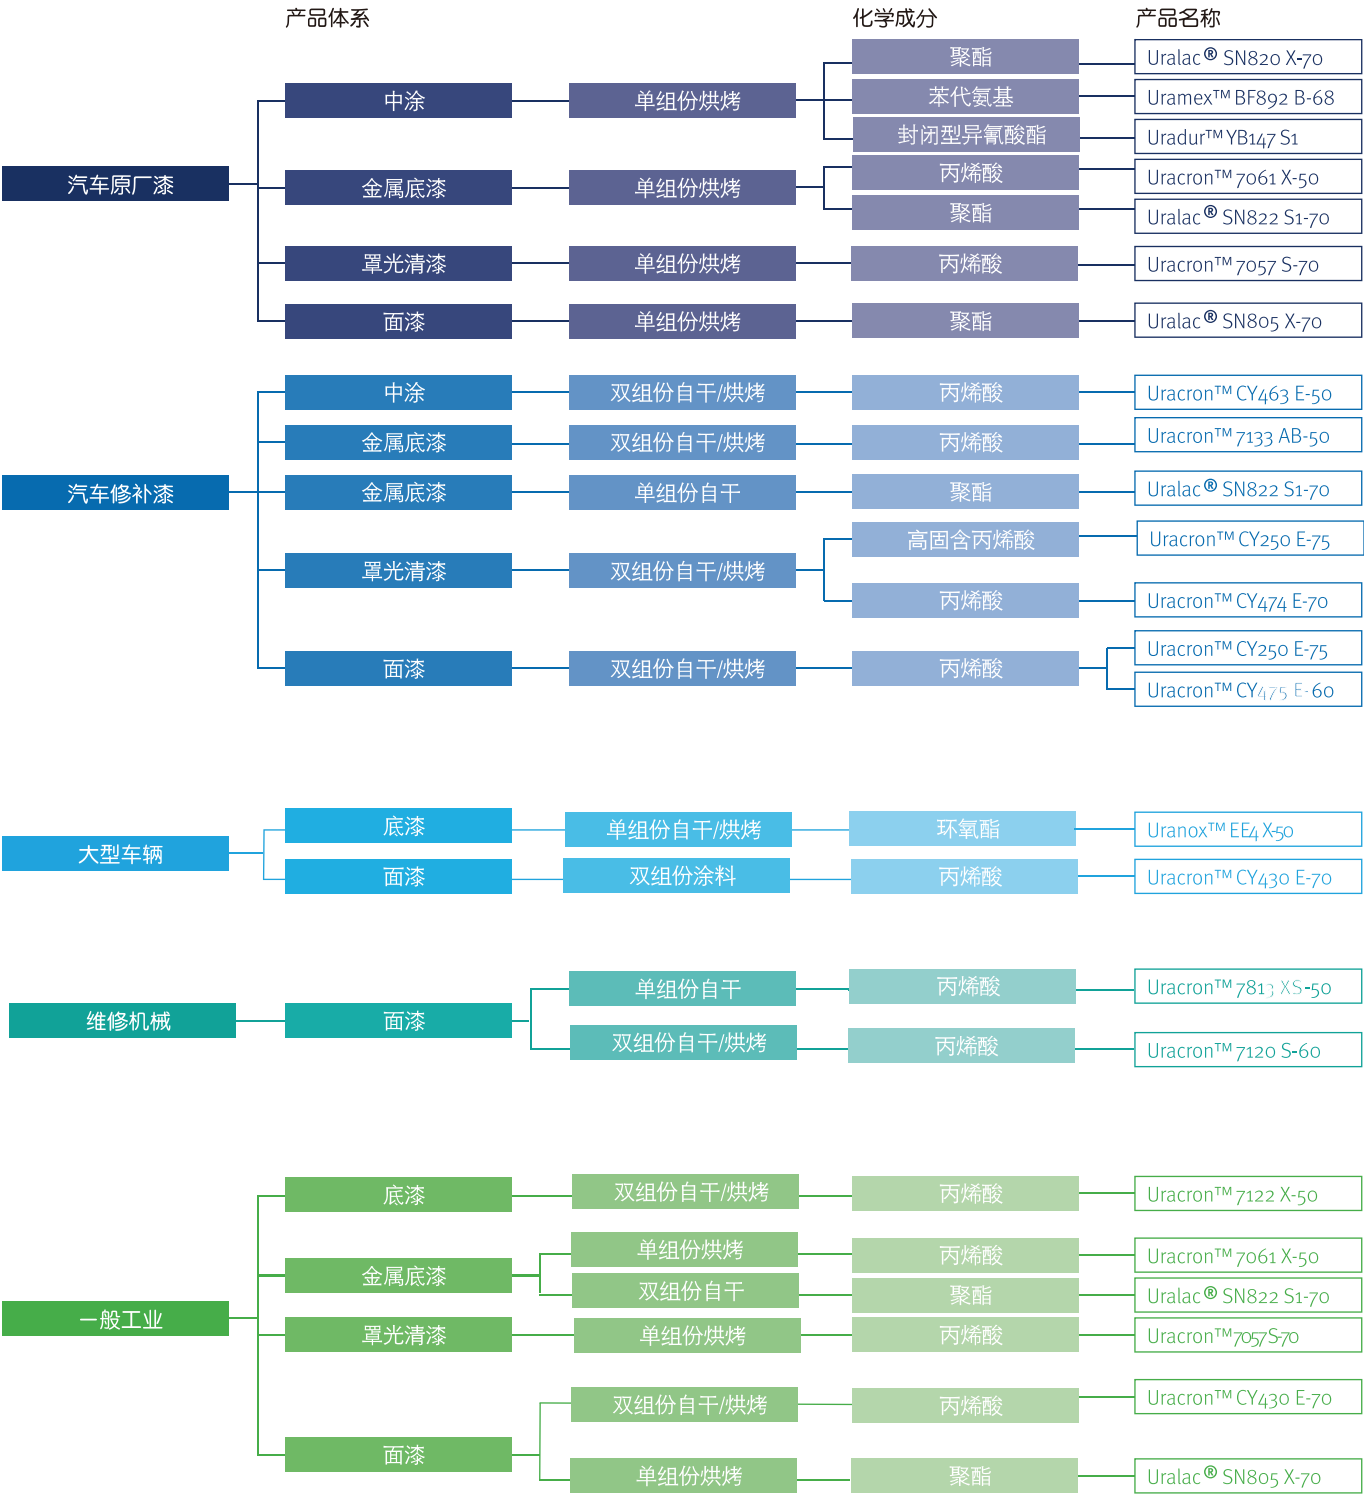 产品体系 化学成分 产品名称
汽车原厂漆
中涂 单组份烘烤
聚酯 Uralac® SN820 X-70
苯代氨基 Uramex™ BF892 B-68
封闭型异氰酸酯 Uradur™ YB147 S1
金属底漆 单组份烘烤
丙烯酸 Uracron™ 7061 X-50
聚酯 Uralac® SN822 S1-70
罩光清漆 单组份烘烤 丙烯酸 Uracron™ 7057 S-70
面漆 单组份烘烤 聚酯 Uralac® SN805 X-70
汽车修补漆
中涂 双组份自干/烘烤 丙烯酸 Uracron™ CY463 E-50
金属底漆 双组份自干/烘烤 丙烯酸 Uracron™ 7133 AB-50
金属底漆 单组份自干 聚酯 Uralac® SN822 S1-70
罩光清漆 双组份自干/烘烤
高固含丙烯酸 Uracron™ CY250 E-75
丙烯酸 Uracron™ CY474 E-70
面漆 双组份自干/烘烤 丙烯酸
Uracron™ CY250 E-75
Uracron™ CY475 E-60
大型车辆
底漆 单组份自干/烘烤 环氧酯 Uranox™ EE4 X-50
面漆 双组份涂料 丙烯酸 Uracron™ CY430 E-70
维修机械
面漆
单组份自干 丙烯酸 Uracron™ 7813 XS-50
双组份自干/烘烤 丙烯酸 Uracron™ 7120 S-60
一般工业
底漆 双组份自干/烘烤 丙烯酸 Uracron™ 7122 X-50
金属底漆
单组份烘烤 丙烯酸 Uracron™ 7061 X-50
双组份自干 聚酯 Uralac® SN822 S1-70
罩光清漆 单组份烘烤 丙烯酸 Uracron™ 7057 S-70
面漆
双组份自干/烘烤 丙烯酸 Uracron™ CY430 E-70
单组份烘烤 聚酯 Uralac® SN805 X-70